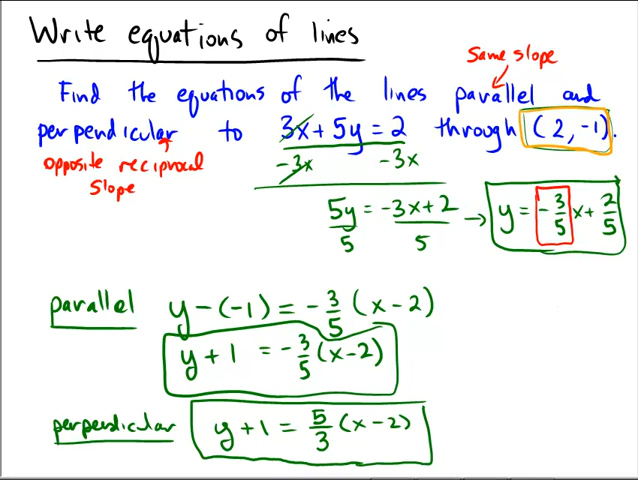 Write equations of lines
Same slope
Find the equations of the lines parallel and
perpendicular to 3x + 5y = 2 through (2, -1).
opposite reciprocal
slope
-3x -3x
5y = -3x + 2 → y = -3/5 x + 2/5
5 5
parallel y - (-1) = -3/5 (x - 2)
y + 1 = -3/5 (x - 2)
perpendicular y + 1 = 5/3 (x - 2)